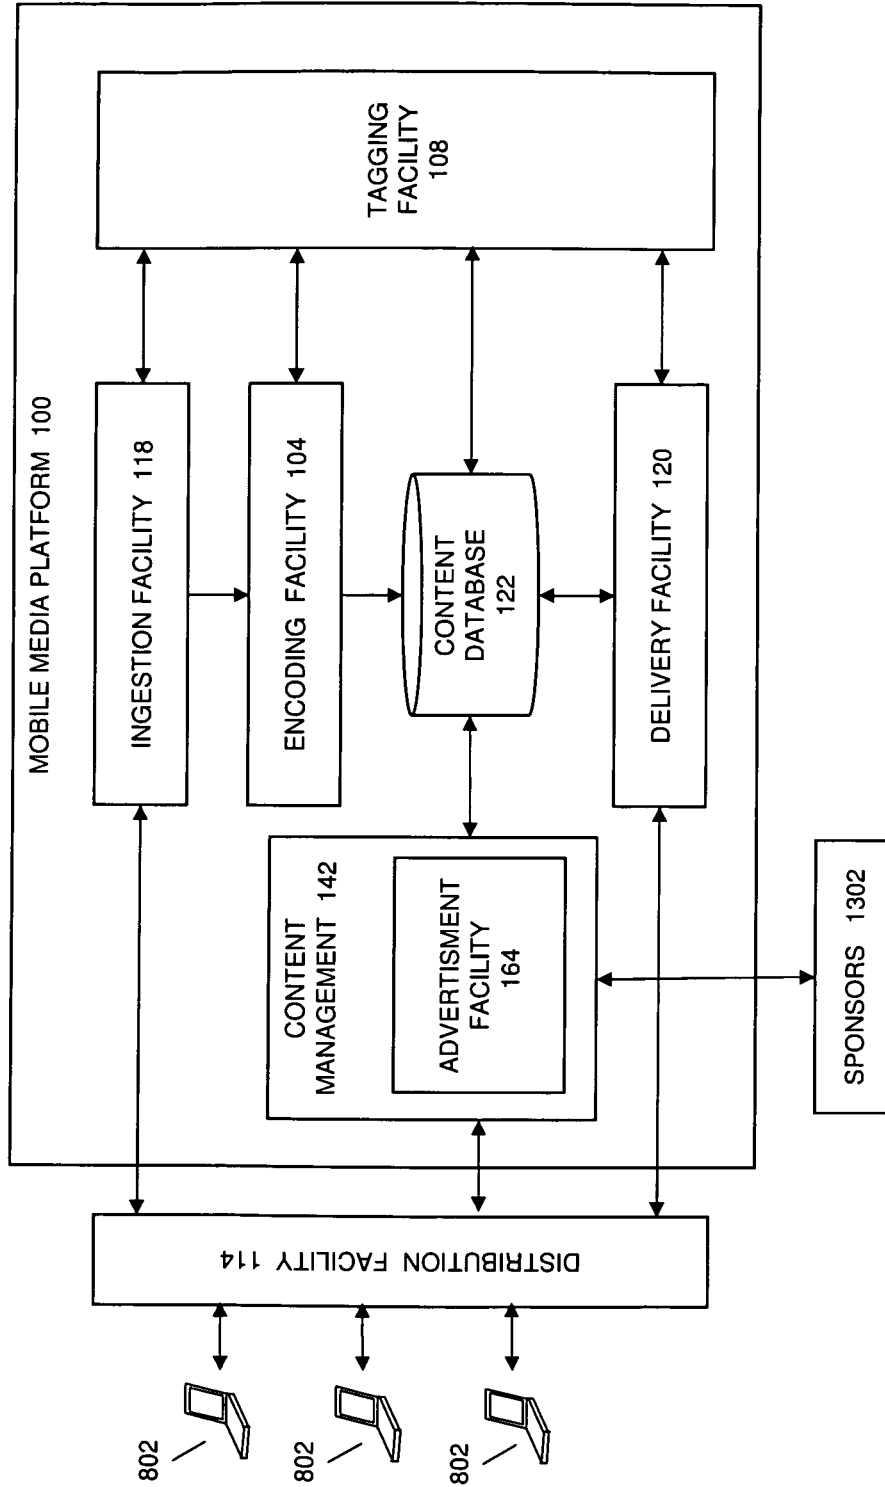 MOBILE MEDIA PLATFORM 100
INGESTION FACILITY 118
ENCODING FACILITY 104
CONTENT
MANAGEMENT 142
ADVERTISMENT
FACILITY
164
CONTENT
DATABASE
122
DELIVERY FACILITY 120
TAGGING
FACILITY
108
DISTRIBUTION FACILITY 114
SPONSORS 1302
802
802
802